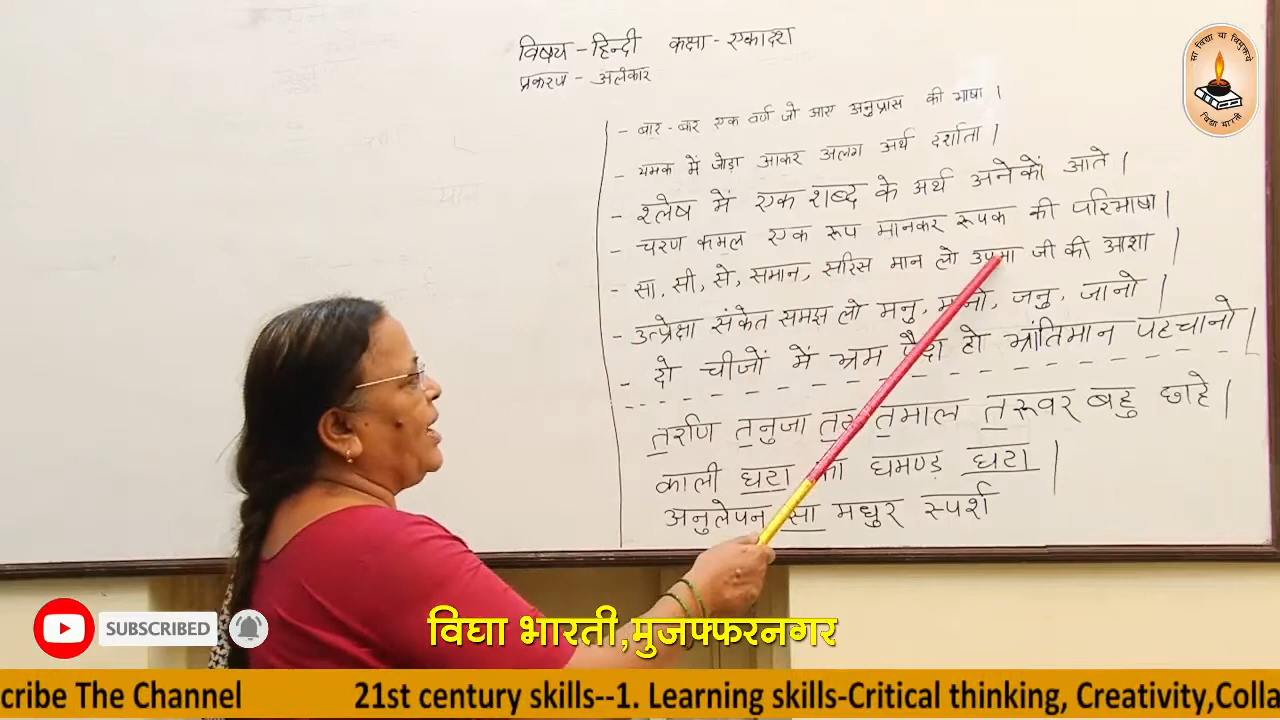 विषय - हिन्दी कक्षा - एकादश
प्रकरण - अलंकार
- बार-बार एक वर्ण जो आए अनुप्रास की भाषा।
- यमक में जोड़ा आकर अलग अर्थ दर्शाता।
- श्लेष में एक शब्द के अर्थ अनेकों आते।
- चरण कमल एक रूप मानकर रूपक की परिभाषा।
- सा, सी, से, समान, सरिस मान लो उपमा जी की आशा।
- उत्प्रेक्षा संकेत समझ लो मनु, मानो, जनु, जानो।
- दो चीजों में भ्रम पैदा हो भ्रांतिमान पटचानो।
तरणि तनुजा तमाल तरूवर बहु छाहे।
काली घटा का घमण्ड़ घटा।
अनुलेपन सा मधुर स्पर्श
सा विद्या या विमुक्तये
विद्या भारती
SUBSCRIBED
विघा भारती,मुजफ्फरनगर
cribe The Channel 21st century skills--1. Learning skills-Critical thinking, Creativity,Colla